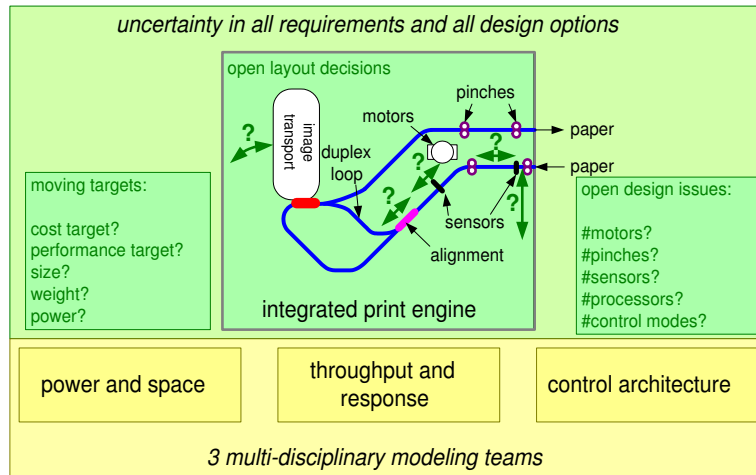 uncertainty in all requirements and all design options
open layout decisions
image
transport
?
duplex
loop
motors
pinches
paper
paper
?
?
?
?
sensors
alignment
integrated print engine
moving targets:
cost target?
performance target?
size?
weight?
power?
open design issues:
#motors?
#pinches?
#sensors?
#processors?
#control modes?
power and space
throughput and
response
control architecture
3 multi-disciplinary modeling teams